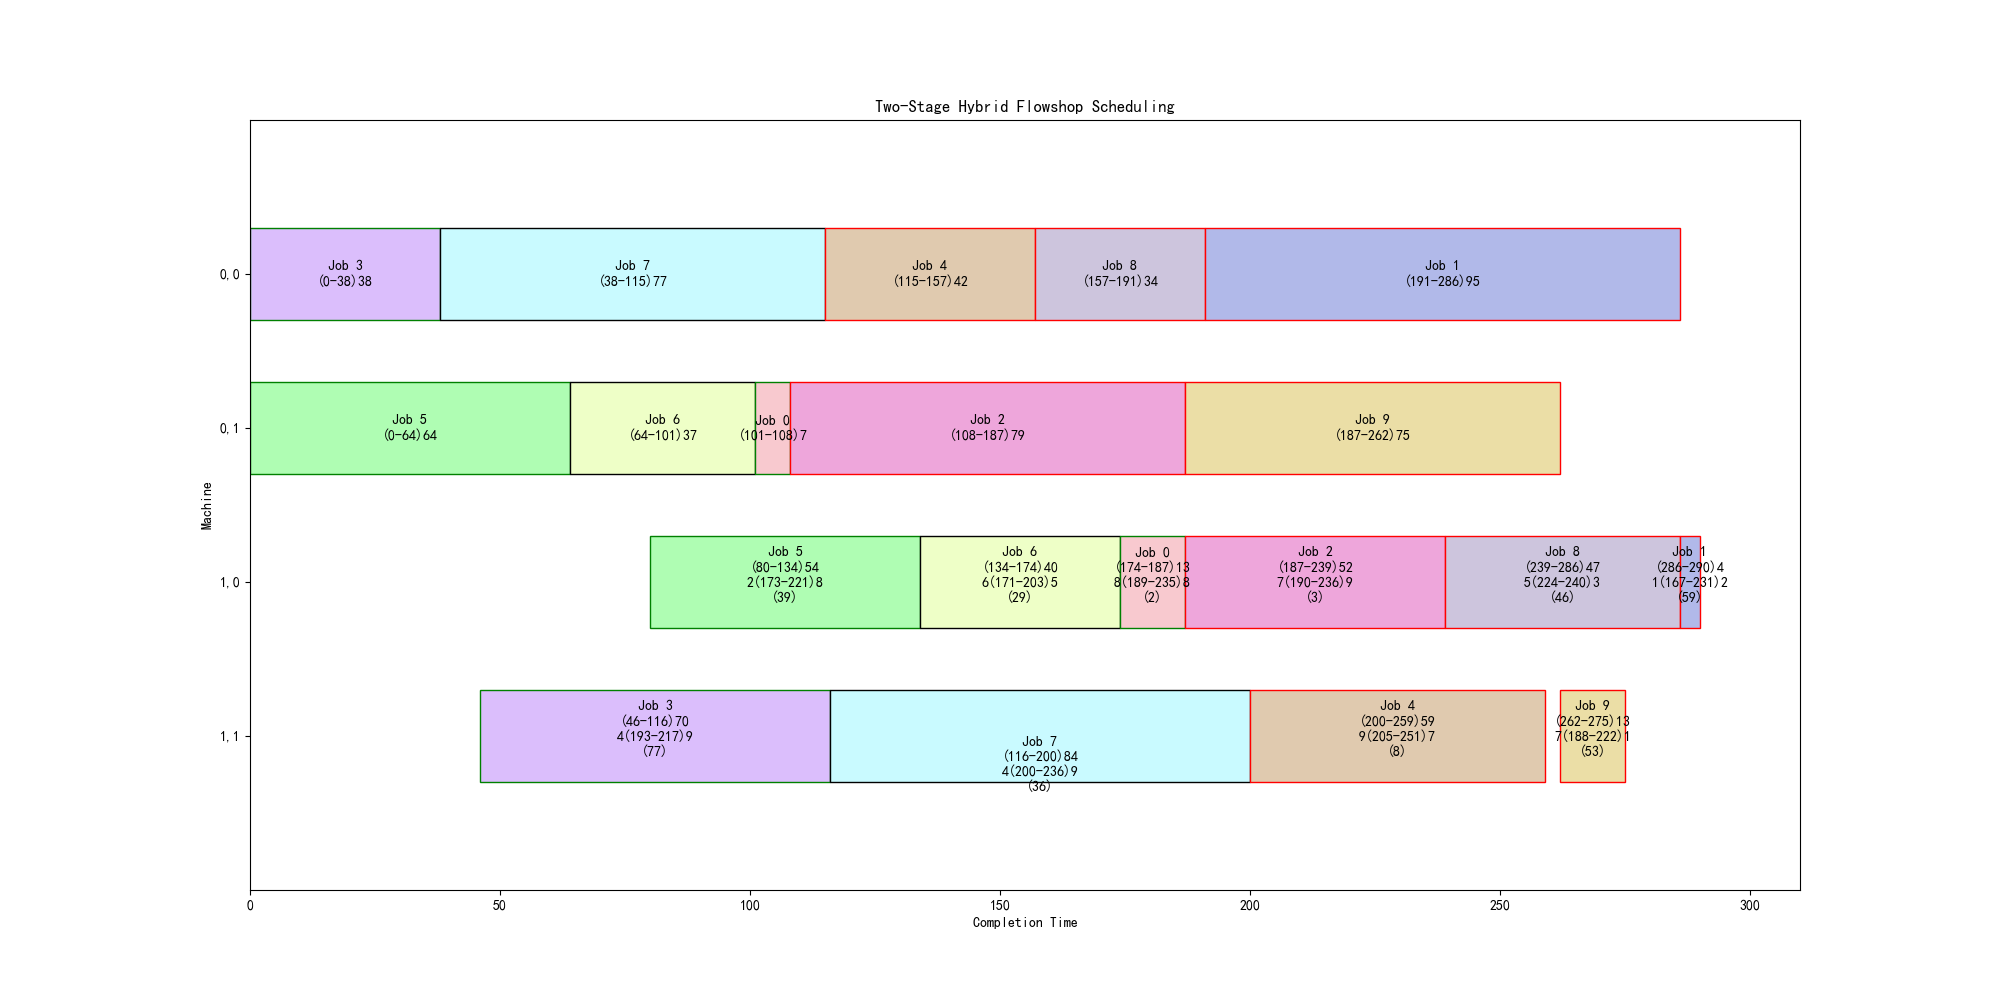 Two-Stage Hybrid Flowshop Scheduling
Machine
0,0
Job 3
(0-38)38
Job 7
(38-115)77
Job 4
(115-157)42
Job 8
(157-191)34
Job 1
(191-286)95
0,1
Job 5
(0-64)64
Job 6
(64-101)37
Job 0
(101-108)7
Job 2
(108-187)79
Job 9
(187-262)75
1,0
Job 5
(80-134)54
2(173-221)8
(39)
Job 6
(134-174)40
6(171-203)5
(29)
Job 0
(174-187)13
8(189-235)8
(2)
Job 2
(187-239)52
7(190-236)9
(3)
Job 8
(239-286)47
5(224-240)3
(46)
Job 1
(286-290)4
1(167-231)2
(59)
1,1
Job 3
(46-116)70
4(193-217)9
(77)
Job 7
(116-200)84
4(200-236)9
(36)
Job 4
(200-259)59
9(205-251)7
(8)
Job 9
(262-275)13
7(188-222)1
(53)
0
50
100
150
200
250
300
Completion Time